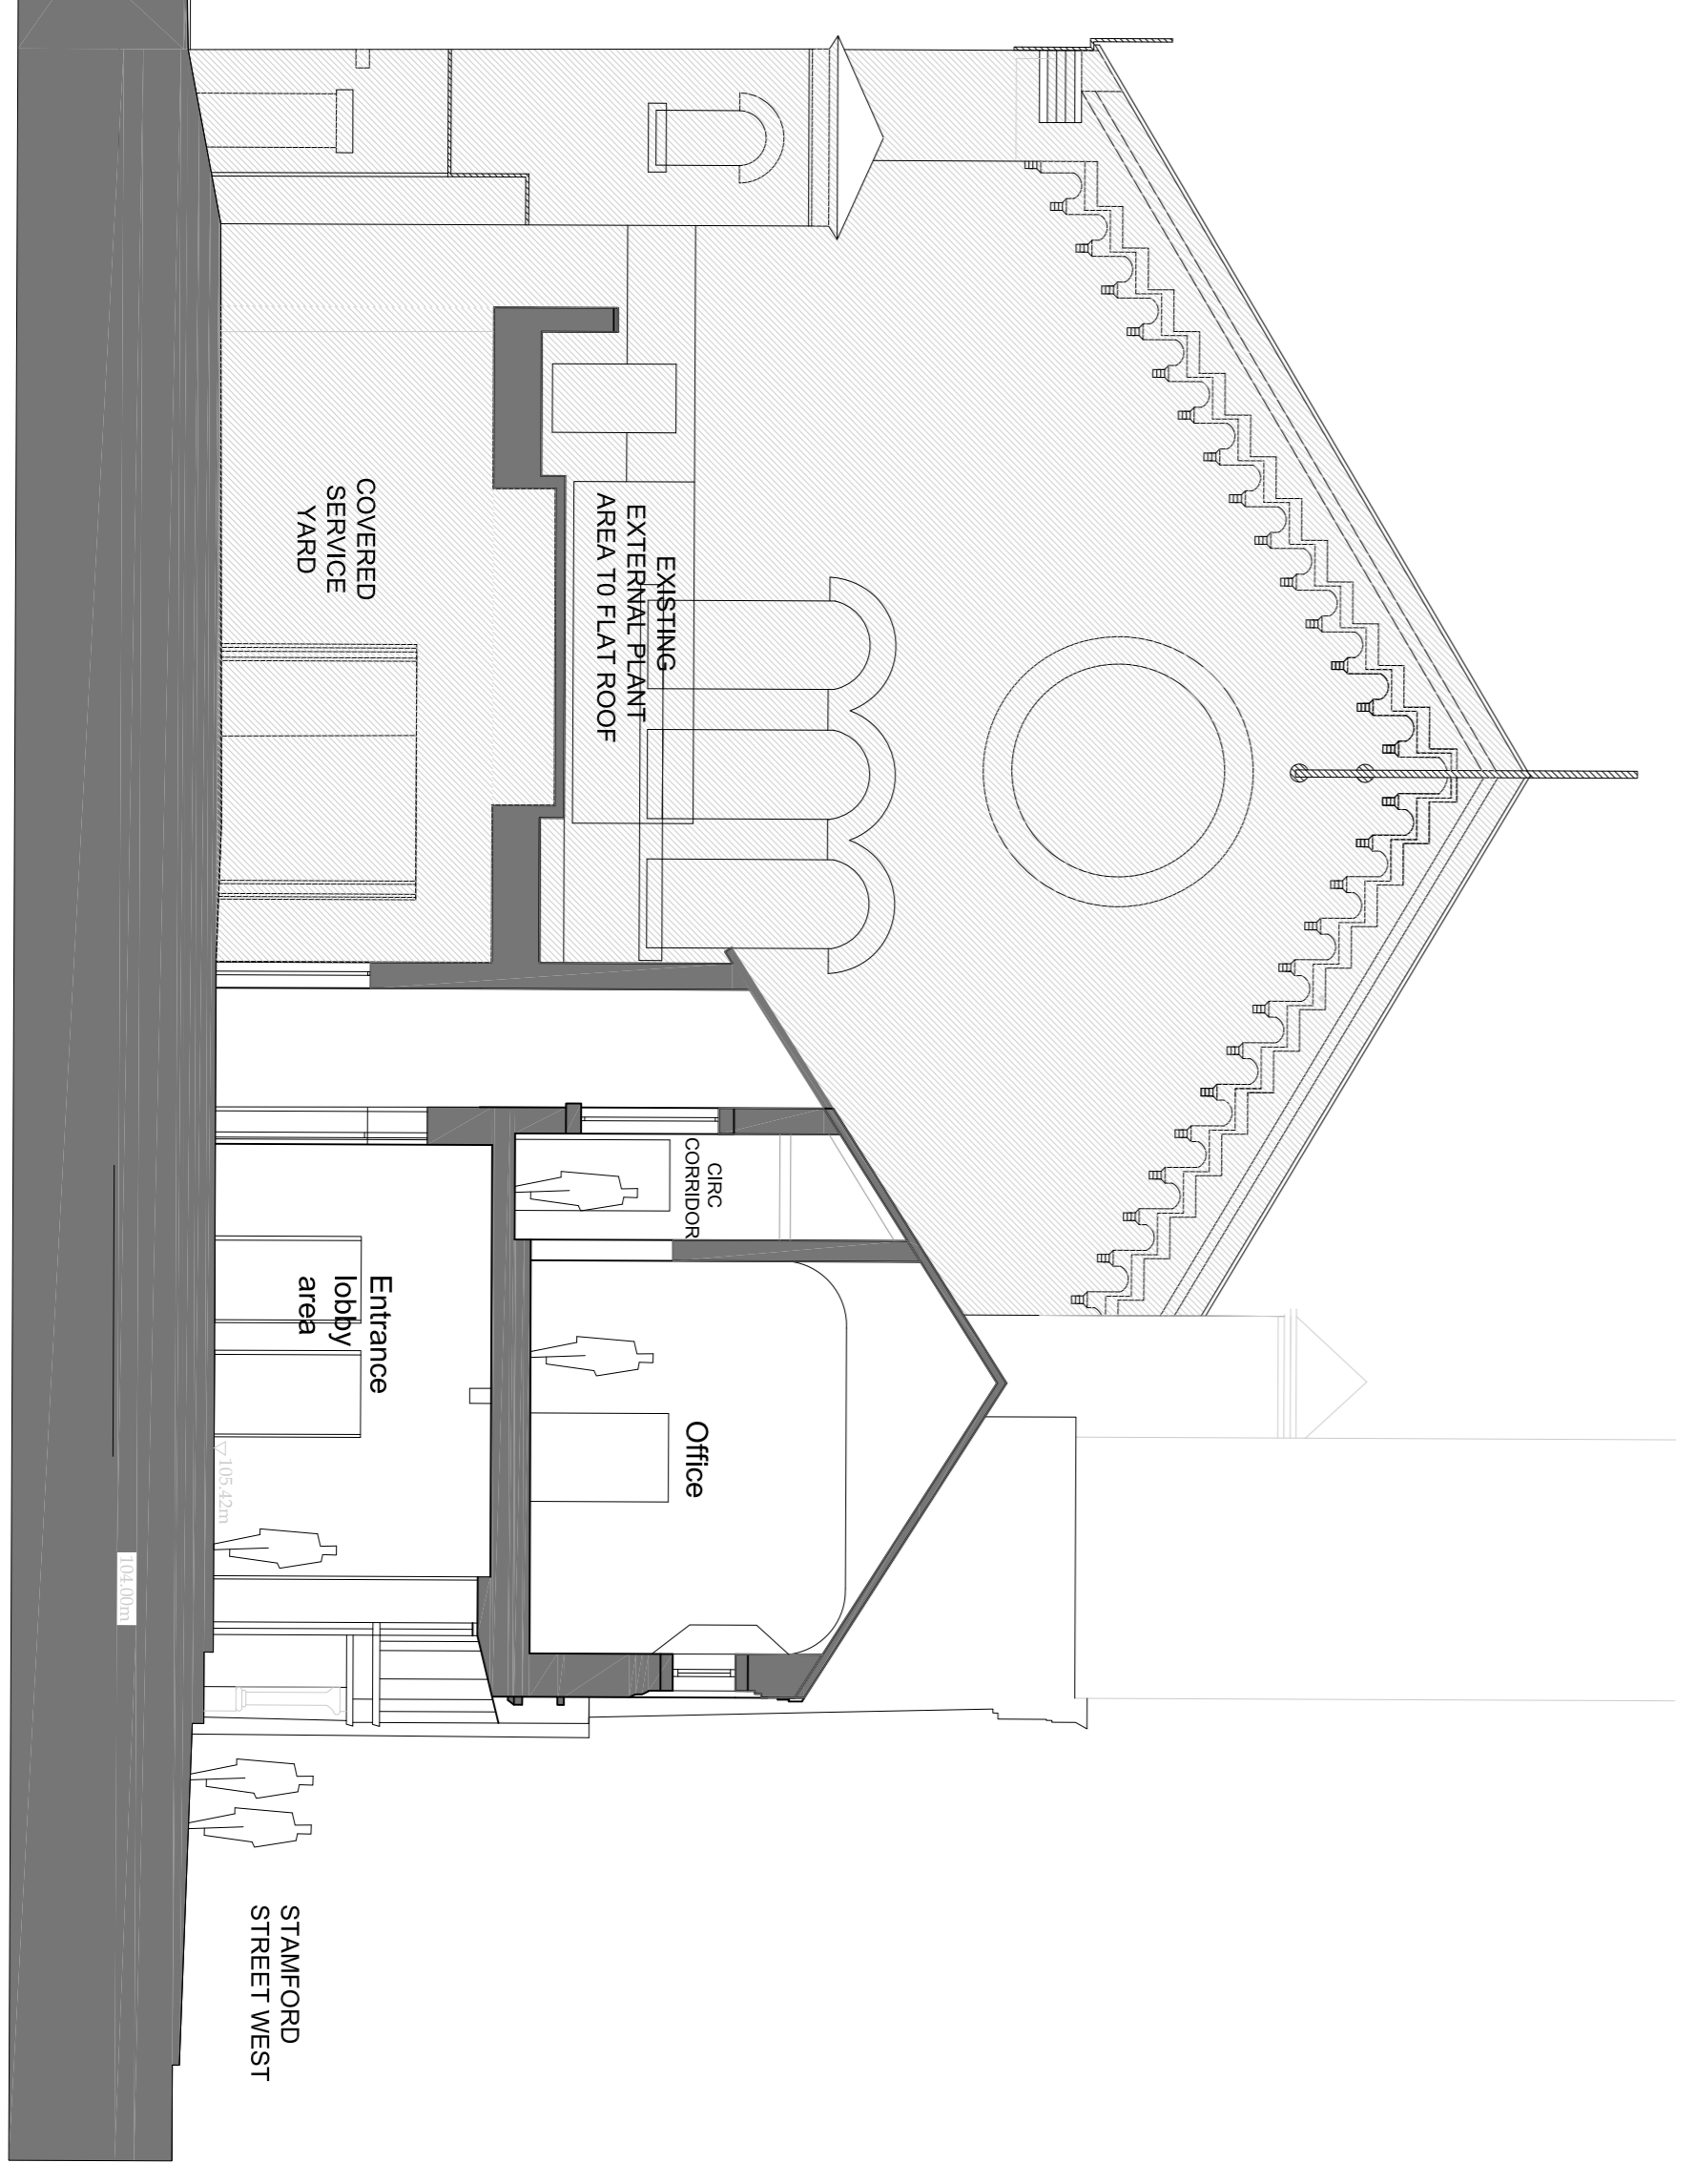 EXISTING
EXTERNAL PLANT
AREA T0 FLAT ROOF
CIRC
CORRIDOR
Office
COVERED
SERVICE
YARD
Entrance
lobby
area
105.42m
104.00m
STAMFORD
STREET WEST